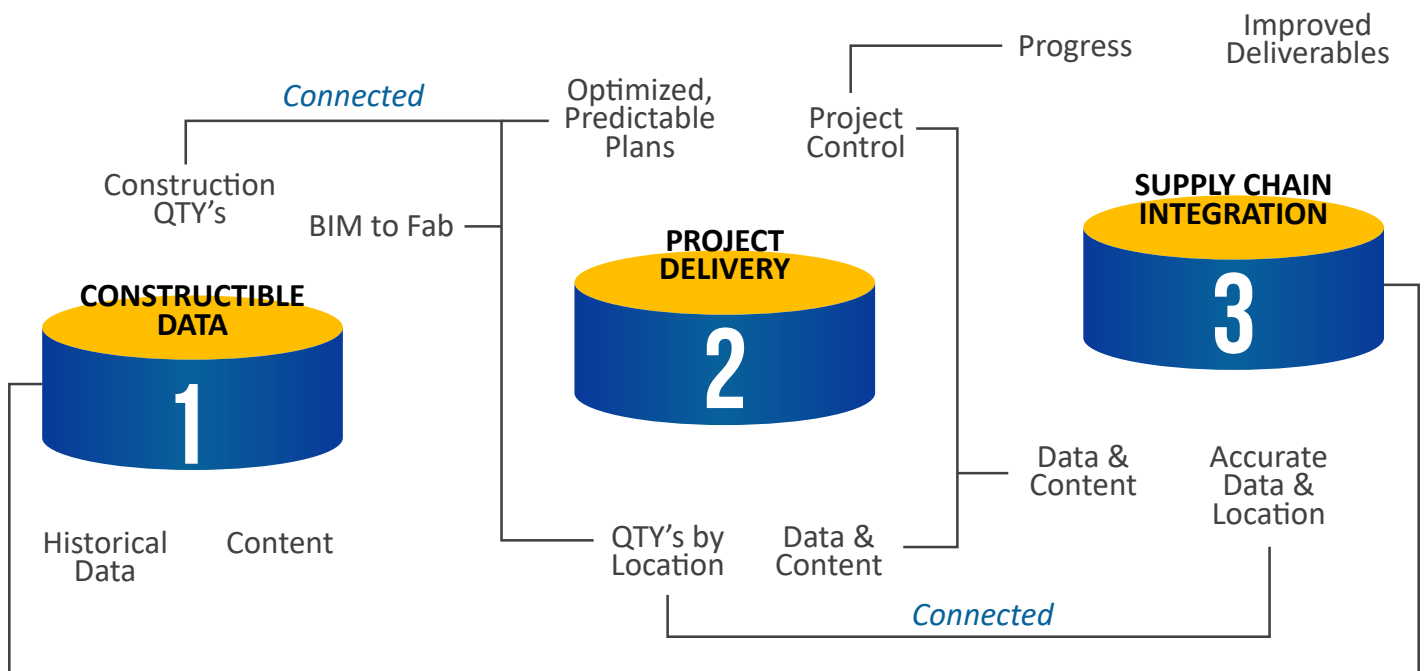 Progress
Improved
Deliverables
Connected
Optimized,
Predictable
Plans
Project
Control
Construction
QTY’s
BIM to Fab
SUPPLY CHAIN
INTEGRATION
3
PROJECT
DELIVERY
2
CONSTRUCTIBLE
DATA
1
Data &
Content
Accurate
Data &
Location
Historical
Data
Content
QTY’s by
Location
Data &
Content
Connected